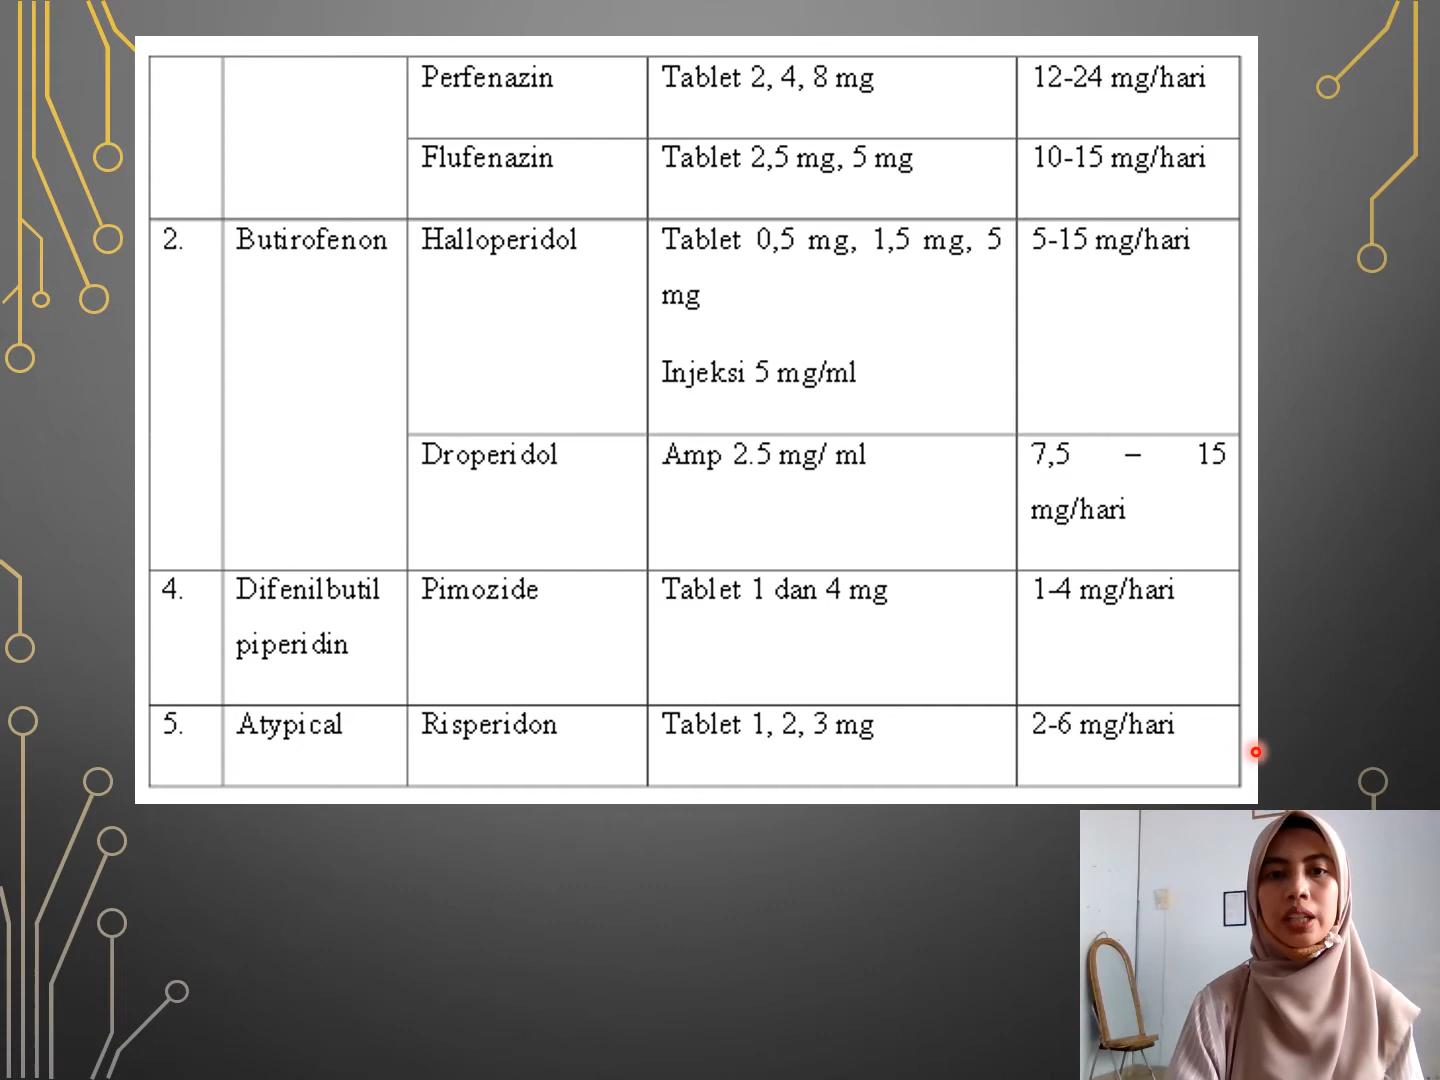 Perfenazin Tablet 2, 4, 8 mg 12-24 mg/hari
Flufenazin Tablet 2,5 mg, 5 mg 10-15 mg/hari
2. Butirofenon Halloperidol Tablet 0,5 mg, 1,5 mg, 5 5-15 mg/hari
mg
Injeksi 5 mg/ml
Droperidol Amp 2.5 mg/ ml 7,5 – 15
mg/hari
4. Difenilbutil Pimozide Tablet 1 dan 4 mg 1-4 mg/hari
piperidin
5. Atypical Risperidon Tablet 1, 2, 3 mg 2-6 mg/hari